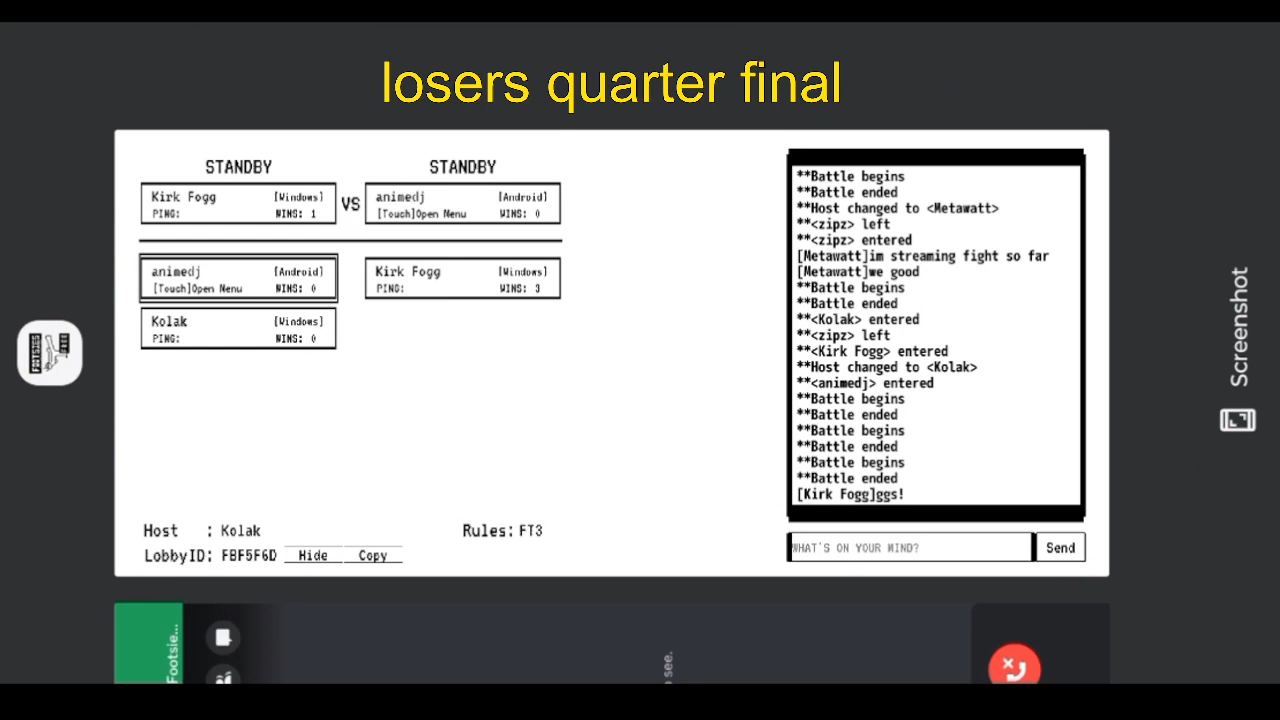 losers quarter final
STANDBY
STANDBY
Kirk Fogg [Windows]
PING: WINS: 1
VS
animedj [Android]
[Touch]Open Menu WINS: 0
animedj [Android]
[Touch]Open Menu WINS: 0
Kirk Fogg [Windows]
PING: WINS: 3
Kolak [Windows]
PING: WINS: 0
Host : Kolak
LobbyID: FBF5F6D Hide Copy
Rules: FT3
**Battle begins
**Battle ended
**Host changed to <Metawatt>
**<zipz> left
**<zipz> entered
[Metawatt]im streaming fight so far
[Metawatt]we good
**Battle begins
**Battle ended
**<Kolak> entered
**<zipz> left
**<Kirk Fogg> entered
**Host changed to <Kolak>
**<animedj> entered
**Battle begins
**Battle ended
**Battle begins
**Battle ended
**Battle begins
**Battle ended
[Kirk Fogg]ggs!
WHAT'S ON YOUR MIND? Send
Screenshot
FOOTSIES
Footsie...
see.